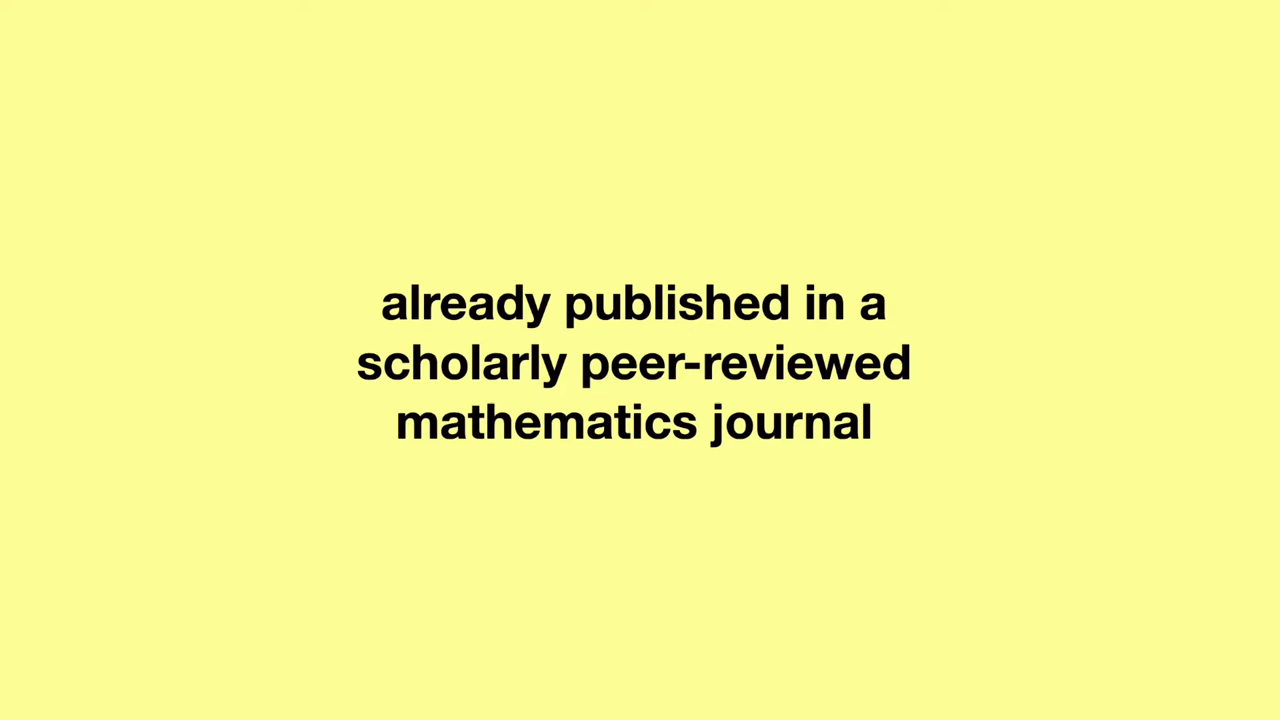 already published in a
scholarly peer-reviewed
mathematics journal